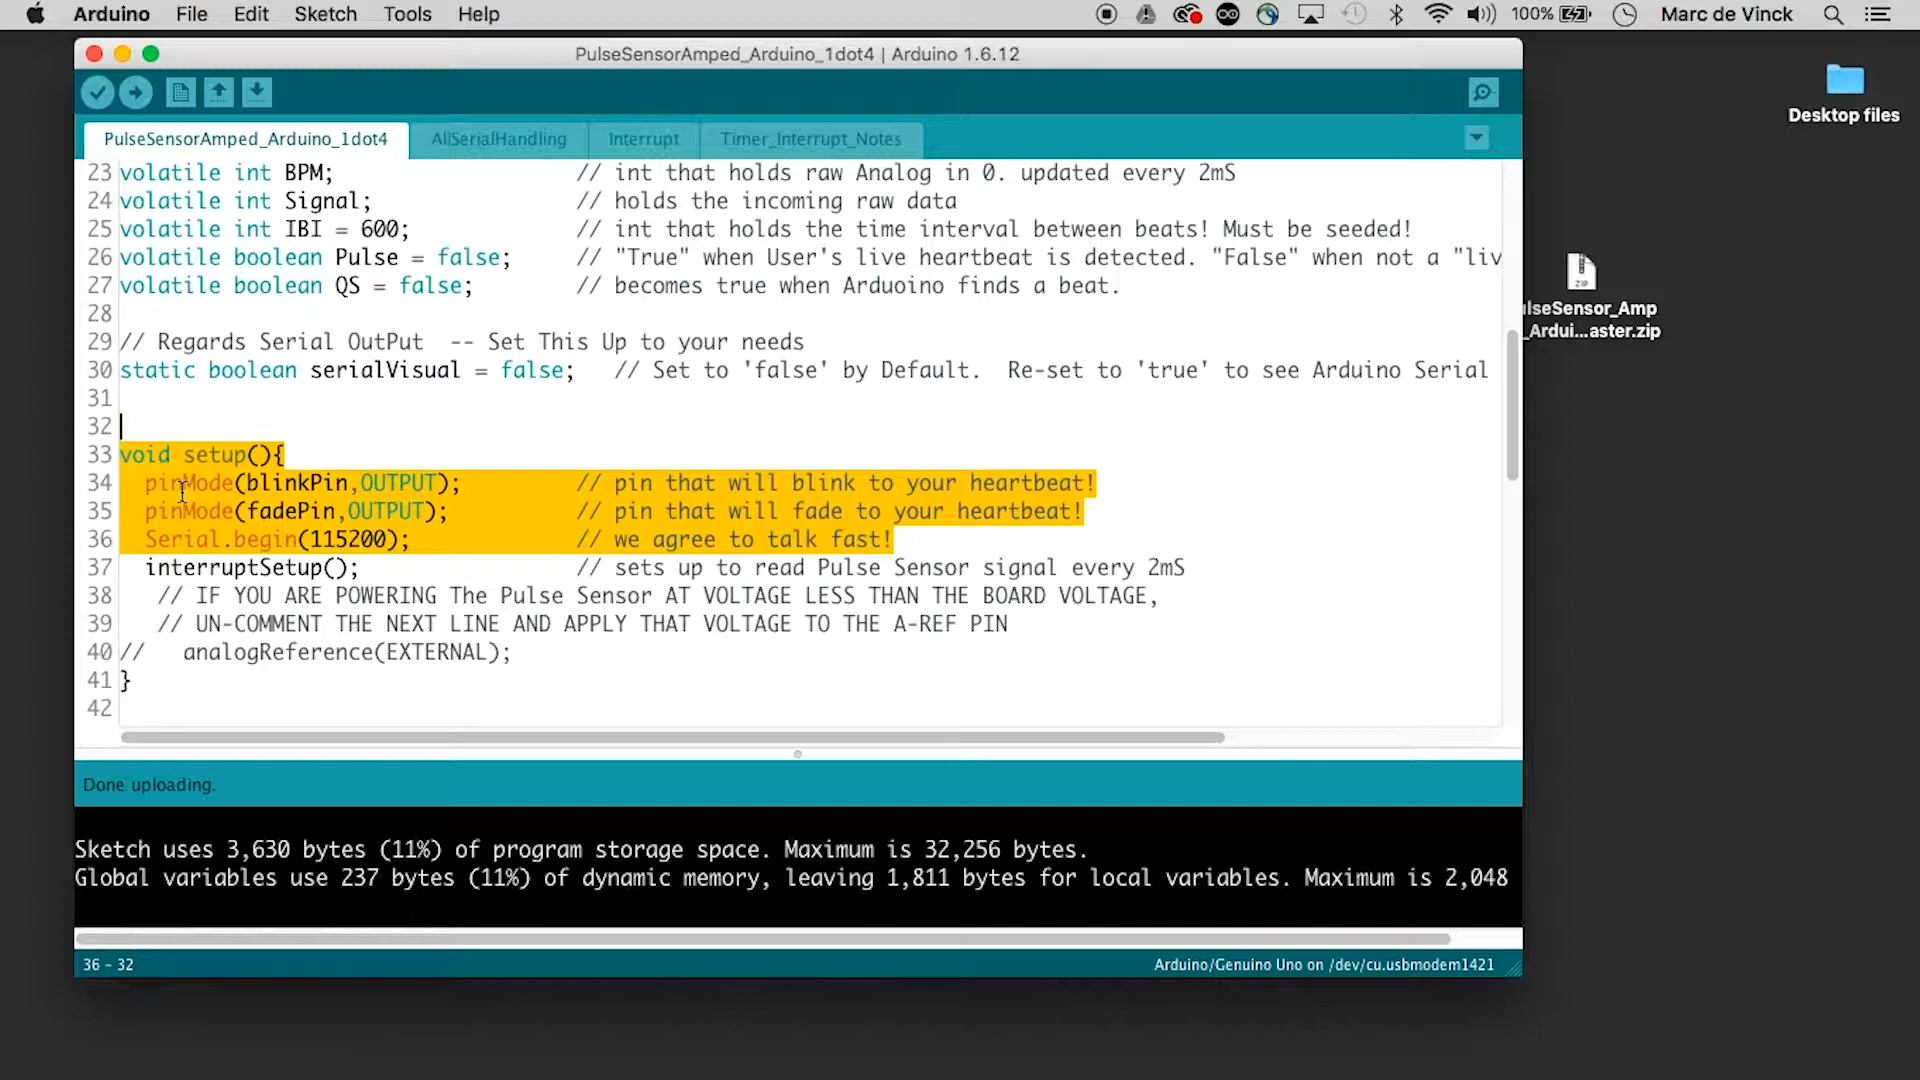 Arduino File Edit Sketch Tools Help 100% Marc de Vinck
PulseSensorAmped_Arduino_1dot4 | Arduino 1.6.12
Desktop files
PulseSensorAmped_Arduino_1dot4 AllSerialHandling Interrupt Timer_Interrupt_Notes
23 volatile int BPM; // int that holds raw Analog in 0. updated every 2mS
24 volatile int Signal; // holds the incoming raw data
25 volatile int IBI = 600; // int that holds the time interval between beats! Must be seeded!
26 volatile boolean Pulse = false; // "True" when User's live heartbeat is detected. "False" when not a "liv
27 volatile boolean QS = false; // becomes true when Arduoino finds a beat.
28
29 // Regards Serial OutPut -- Set This Up to your needs
30 static boolean serialVisual = false; // Set to 'false' by Default. Re-set to 'true' to see Arduino Serial
31
32
33 void setup(){
34 pinMode(blinkPin,OUTPUT); // pin that will blink to your heartbeat!
35 pinMode(fadePin,OUTPUT); // pin that will fade to your heartbeat!
36 Serial.begin(115200); // we agree to talk fast!
37 interruptSetup(); // sets up to read Pulse Sensor signal every 2mS
38 // IF YOU ARE POWERING The Pulse Sensor AT VOLTAGE LESS THAN THE BOARD VOLTAGE,
39 // UN-COMMENT THE NEXT LINE AND APPLY THAT VOLTAGE TO THE A-REF PIN
40 // analogReference(EXTERNAL);
41 }
42
ZIP
ulseSensor_Amp
_Ardui...aster.zip
Done uploading.
Sketch uses 3,630 bytes (11%) of program storage space. Maximum is 32,256 bytes.
Global variables use 237 bytes (11%) of dynamic memory, leaving 1,811 bytes for local variables. Maximum is 2,048
36 - 32 Arduino/Genuino Uno on /dev/cu.usbmodem1421